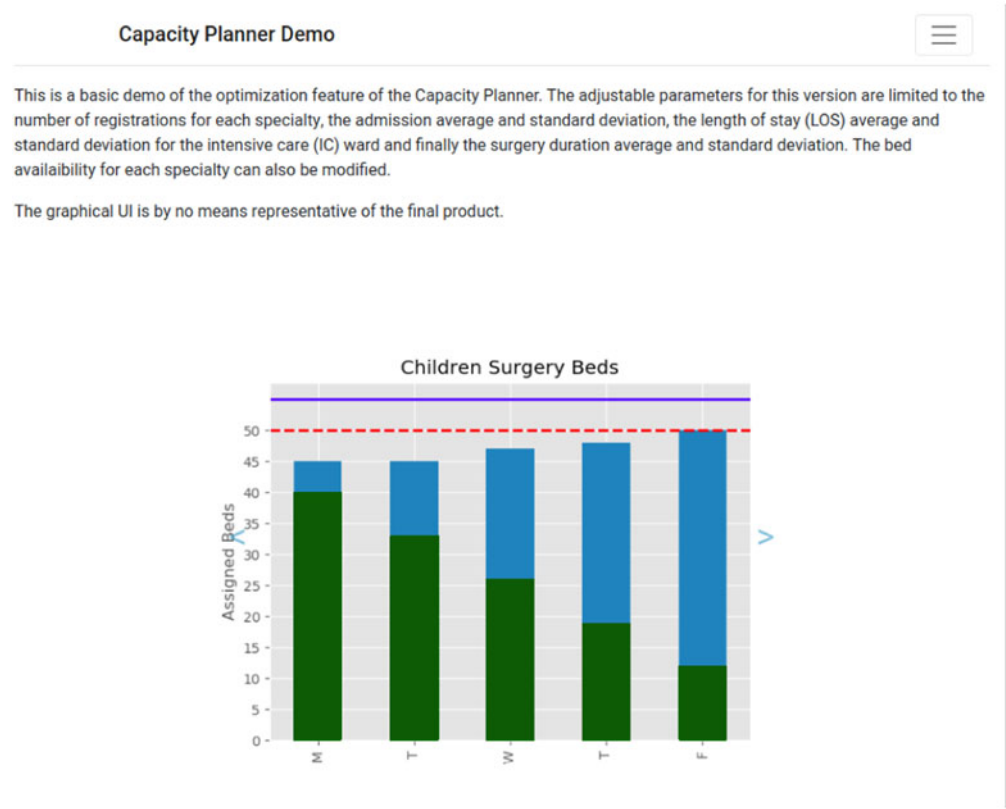 Capacity Planner Demo
This is a basic demo of the optimization feature of the Capacity Planner. The adjustable parameters for this version are limited to the
number of registrations for each specialty, the admission average and standard deviation, the length of stay (LOS) average and
standard deviation for the intensive care (IC) ward and finally the surgery duration average and standard deviation. The bed
availaibility for each specialty can also be modified.
The graphical UI is by no means representative of the final product.
Children Surgery Beds
Assigned Beds
50
45
40
35
30
25
20
15
10
5
0
M
T
W
T
F
<
>